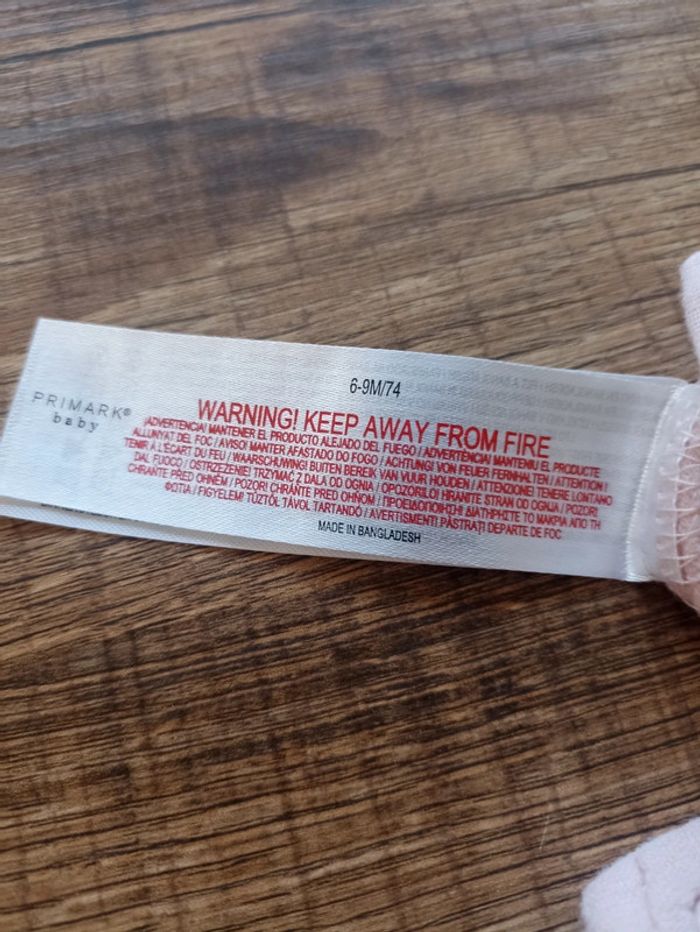 PRIMARK®
baby
6-9M/74
WARNING! KEEP AWAY FROM FIRE
¡ADVERTENCIA! MANTENER EL PRODUCTO ALEJADO DEL FUEGO / ADVERTÈNCIA! MANTENIU EL PRODUCTE
ALLUNYAT DEL FOC / AVISO! MANTER AFASTADO DO FOGO / ACHTUNG! VON FEUER FERNHALTEN / ATTENTION !
TENIR À L'ÉCART DU FEU / WAARSCHUWING! BUITEN BEREIK VAN VUUR HOUDEN / ATTENZIONE! TENERE LONTANO
DAL FUOCO / OSTRZEŻENIE! TRZYMAĆ Z DALA OD OGNIA / OPOZORILO! HRANITE STRAN OD OGNJA / POZOR!
CHRAŇTE PŘED OHNĚM / POZOR! CHRÁŇTE PRED OHŇOM / ΠΡΟΕΙΔΟΠΟΙΗΣΗ! ΔΙΑΤΗΡΗΣΤΕ ΤΟ ΜΑΚΡΙΑ ΑΠΟ ΤΗ
ΦΩΤΙΑ / FIGYELEM! TŰZTŐL TÁVOL TARTANDÓ / AVERTISMENT! PĂSTRAȚI DEPARTE DE FOC
MADE IN BANGLADESH